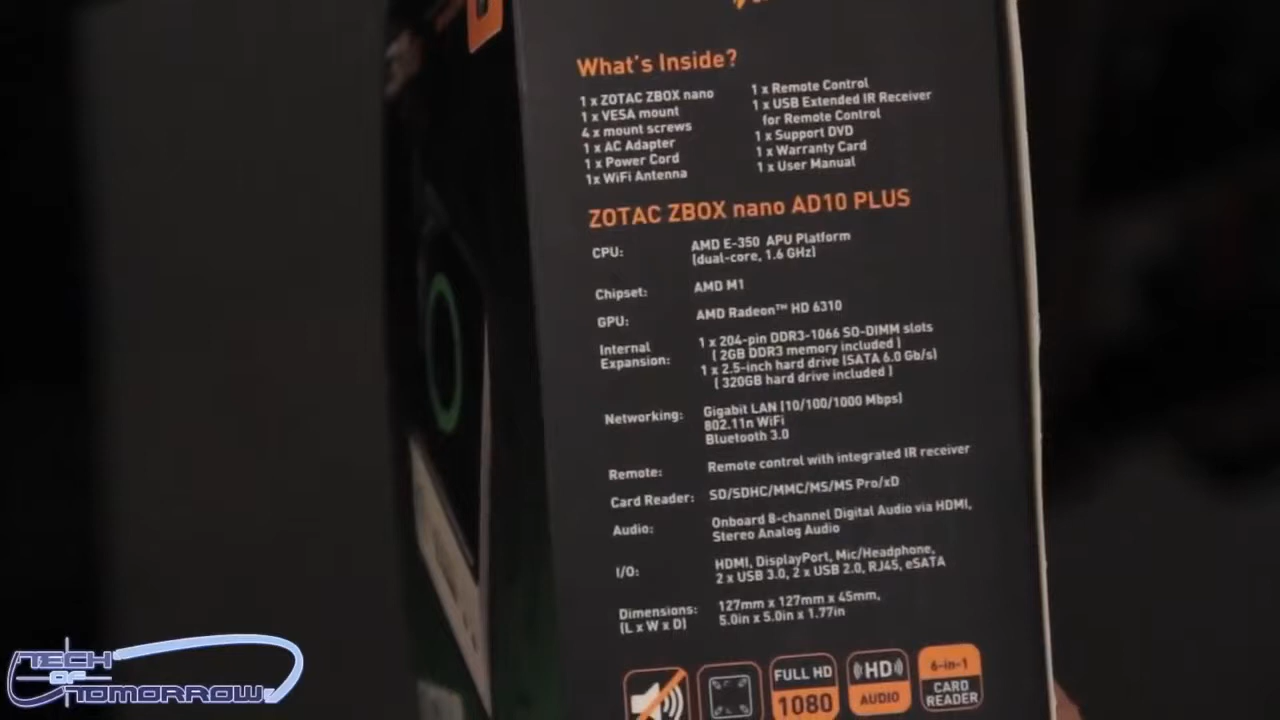 What's Inside?
1 x ZOTAC ZBOX nano
1 x VESA mount
4 x mount screws
1 x AC Adapter
1 x Power Cord
1x WiFi Antenna
1 x Remote Control
1 x USB Extended IR Receiver
for Remote Control
1 x Support DVD
1 x Warranty Card
1 x User Manual
ZOTAC ZBOX nano AD10 PLUS
CPU: AMD E-350 APU Platform
(dual-core, 1.6 GHz)
Chipset: AMD M1
GPU: AMD Radeon™ HD 6310
Internal
Expansion:
1 x 204-pin DDR3-1066 SO-DIMM slots
( 2GB DDR3 memory included )
1 x 2.5-inch hard drive (SATA 6.0 Gb/s)
( 320GB hard drive included )
Networking: Gigabit LAN (10/100/1000 Mbps)
802.11n WiFi
Bluetooth 3.0
Remote: Remote control with integrated IR receiver
Card Reader: SD/SDHC/MMC/MS/MS Pro/xD
Audio: Onboard 8-channel Digital Audio via HDMI,
Stereo Analog Audio
I/O: HDMI, DisplayPort, Mic/Headphone,
2 x USB 3.0, 2 x USB 2.0, RJ45, eSATA
Dimensions:
(L x W x D)
127mm x 127mm x 45mm,
5.0in x 5.0in x 1.77in
FULL HD
1080
HD
AUDIO
6-in-1
CARD
READER
TECH
OF
TOMORROW